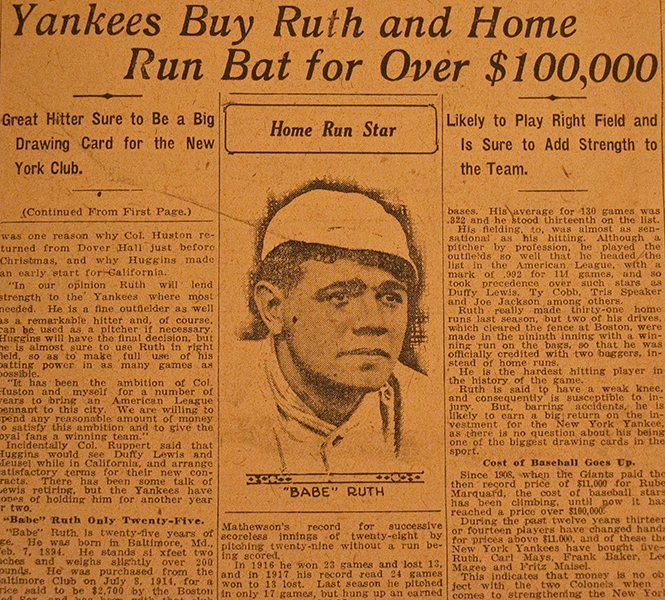 Yankees Buy Ruth and Home
Run Bat for Over $100,000
Great Hitter Sure to Be a Big
Drawing Card for the New
York Club.
(Continued From First Page.)
was one reason why Col. Huston re-
turned from Dover Hall just before
Christmas, and why Huggins made
an early start for California.
"In our opinion Ruth will lend
strength to the Yankees where most
needed. He is a fine outfielder as well
as a remarkable hitter and, of course,
can be used as a pitcher if necessary.
Huggins will have the final decision, but
he is almost sure to use Ruth in right
field, so as to make full use of his
batting power in as many games as
possible.
"It has been the ambition of Col.
Huston and myself for a number of
years to bring an American League
pennant to this city. We are willing to
spend any reasonable amount of money
to satisfy this ambition and to give the
loyal fans a winning team."
Incidentally Col. Ruppert said that
Huggins would see Duffy Lewis and
Meusel while in California, and arrange
satisfactory terms for their new con-
tracts. There has been some talk of
Lewis retiring, but the Yankees have
hopes of holding him for another year
or two.
"Babe" Ruth Only Twenty-Five.
"Babe" Ruth is twenty-five years of
age. He was born in Baltimore, Md.,
Feb. 7, 1894. He stands si xfeet two
inches and weighs slightly over 200
pounds. He was purchased from the
Baltimore Club on July 8, 1914, for a
price said to be $2,700 by the Boston
Home Run Star
"BABE" RUTH
Mathewson's record for successive
scoreless innings of twenty-eight by
pitching twenty-nine without a run be-
ing scored.
In 1916 he won 23 games and lost 13,
and in 1917 his record read 24 games
won to 13 lost. Last season he pitched
in only 17 games, but hung up an earned
Likely to Play Right Field and
Is Sure to Add Strength to
the Team.
bases. His average for 130 games was
.322 and he stood thirteenth on the list.
His fielding, to, was almost as sen-
sational as his hitting. Although a
pitcher by profession, he played the
outfields so well that he headed the
list in the American League, with a
mark of .992 for 111 games, and so
took precedence over such stars as
Duffy Lewis, Ty Cobb, Tris Speaker
and Joe Jackson among others.
Ruth really made thirty-one home
runs last season, but two of his drives,
which cleared the fence at Boston, were
made in the uninth inning with a win-
ning run on the bags, so that he was
officially credited with two baggers, in-
stead of home runs.
He is the hardest hitting player in
the history of the game.
Ruth is said to have a weak knee,
and consequently is susceptible to in-
jury. But, barring accidents, he is
likely to earn a big return on the in-
vestment for the New York Yankee,
as there is no question about his being
one of the biggest drawing cards in the
sport.
Cost of Baseball Goes Up.
Since 1908, when the Giants paid the
then record price of $11,000 for Rube
Marquard, the cost of baseball stars
has been climbing, until now it has
reached a price over $100,000.
During the past twelve years thirteen
or fourteen players have changed hands
for prices above $11,000, and of these the
New York Yankees have bought five—
Ruth, Carl Mays, Frank Baker, Lee
Magee and Fritz Maisel.
This indicates that money is no ob-
ject with the two Colonels when it
comes to strengthening the New York